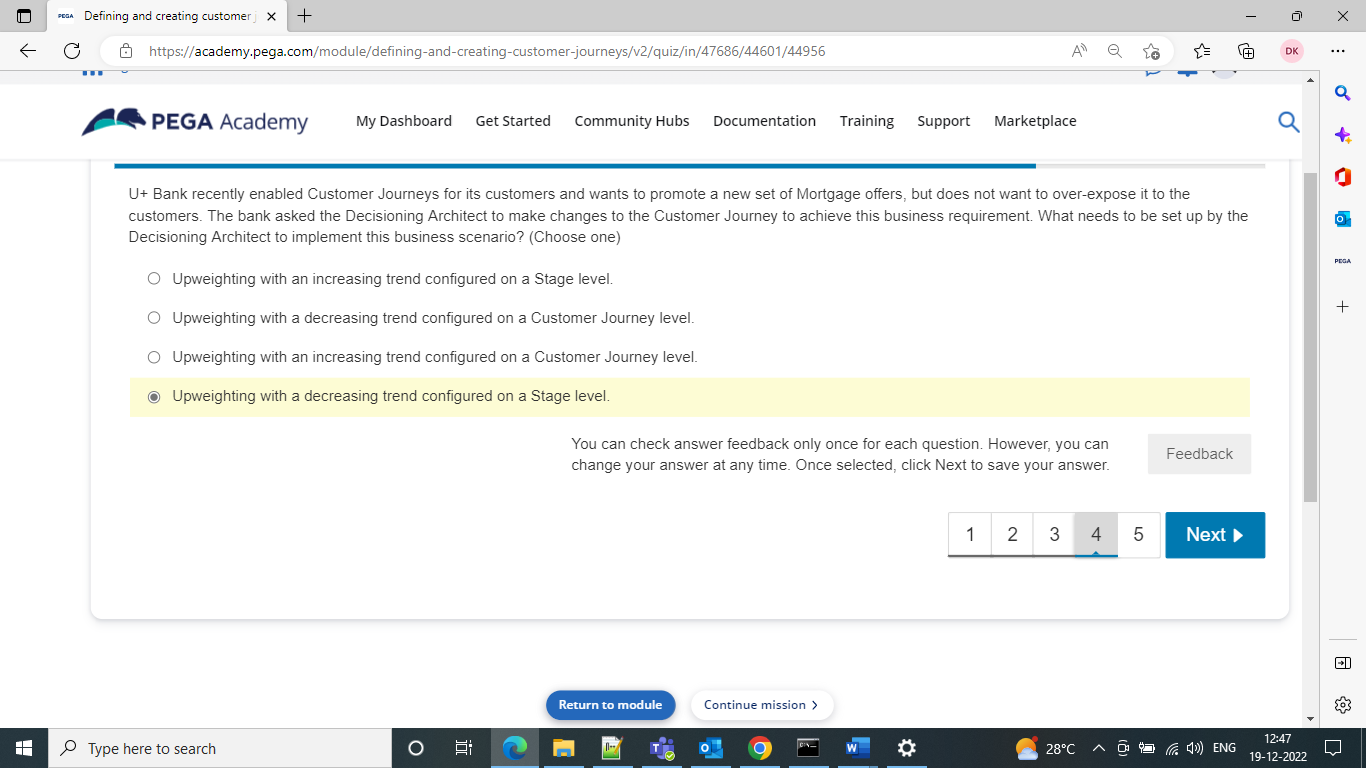 PEGA Defining and creating customer j
https://academy.pega.com/module/defining-and-creating-customer-journeys/v2/quiz/in/47686/44601/44956
DK
PEGA Academy
My Dashboard Get Started Community Hubs Documentation Training Support Marketplace
U+ Bank recently enabled Customer Journeys for its customers and wants to promote a new set of Mortgage offers, but does not want to over-expose it to the
customers. The bank asked the Decisioning Architect to make changes to the Customer Journey to achieve this business requirement. What needs to be set up by the
Decisioning Architect to implement this business scenario? (Choose one)
PEGA
Upweighting with an increasing trend configured on a Stage level.
Upweighting with a decreasing trend configured on a Customer Journey level.
Upweighting with an increasing trend configured on a Customer Journey level.
Upweighting with a decreasing trend configured on a Stage level.
You can check answer feedback only once for each question. However, you can
change your answer at any time. Once selected, click Next to save your answer.
Feedback
1 2 3 4 5 Next
Return to module
Continue mission >
Type here to search
28°C
ENG
12:47
19-12-2022